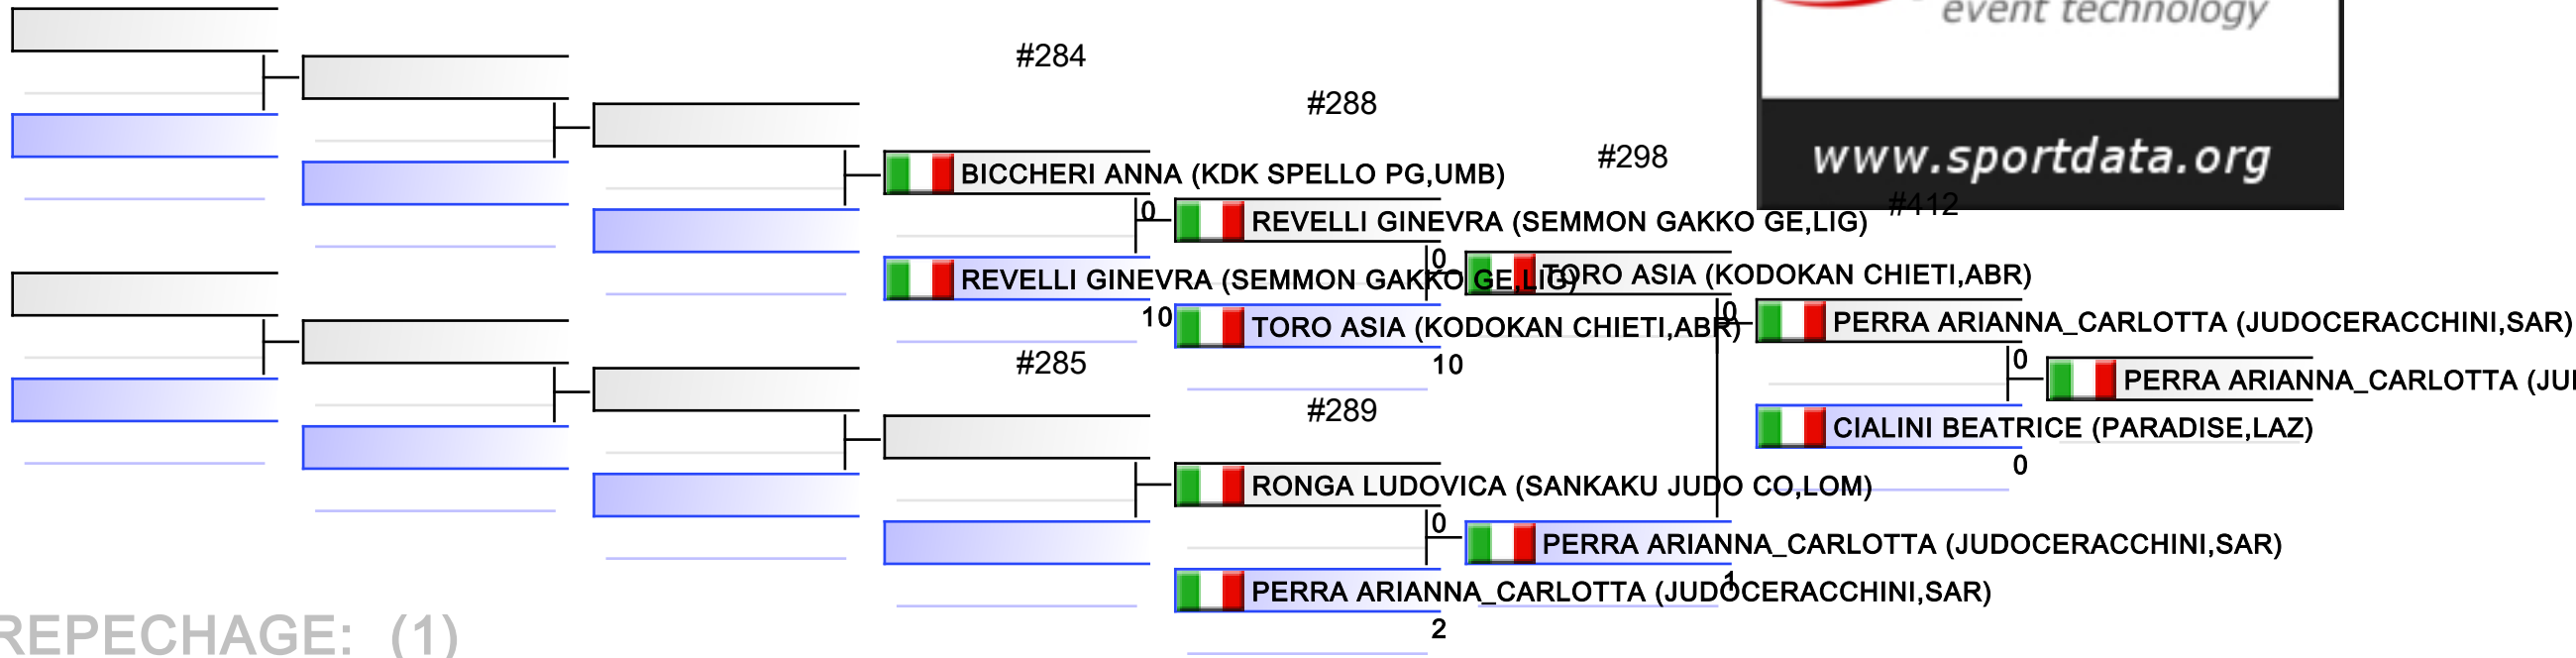 event technology
www.sportdata.org
#284
#288
#298
#412
BICCHERI ANNA (KDK SPELLO PG,UMB)
0
REVELLI GINEVRA (SEMMON GAKKO GE,LIG)
REVELLI GINEVRA (SEMMON GAKKO GE,LIG)
10
0
TORO ASIA (KODOKAN CHIETI,ABR)
TORO ASIA (KODOKAN CHIETI,ABR)
10
0
PERRA ARIANNA_CARLOTTA (JUDOCERACCHINI,SAR)
0
PERRA ARIANNA_CARLOTTA (JUI
CIALINI BEATRICE (PARADISE,LAZ)
0
#285
#289
RONGA LUDOVICA (SANKAKU JUDO CO,LOM)
0
PERRA ARIANNA_CARLOTTA (JUDOCERACCHINI,SAR)
1
PERRA ARIANNA_CARLOTTA (JUDOCERACCHINI,SAR)
2
REPECHAGE: (1)